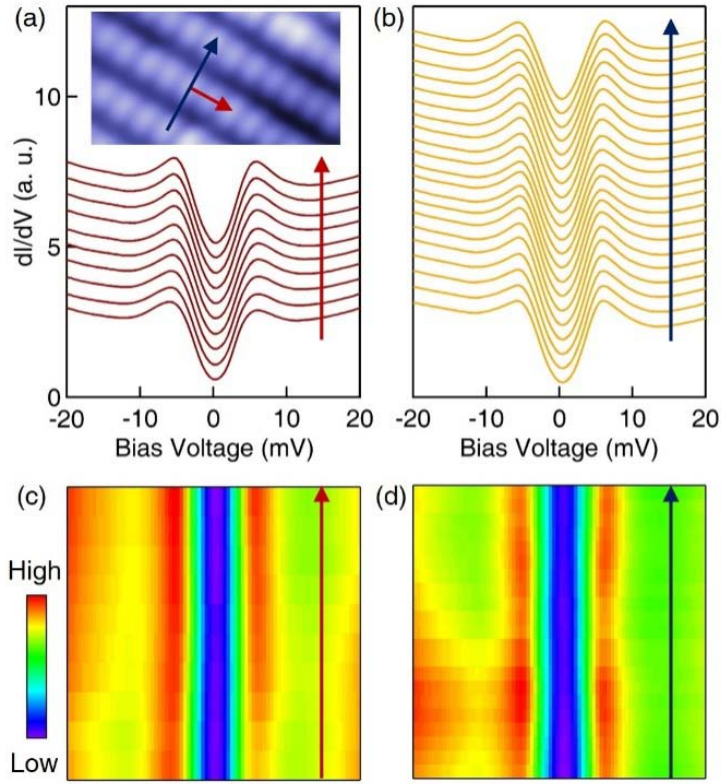 (a)
(b)
dI/dV (a. u.)
10
5
0
-20 -10 0 10 20
Bias Voltage (mV)
-20 -10 0 10 20
Bias Voltage (mV)
(c)
(d)
High
Low